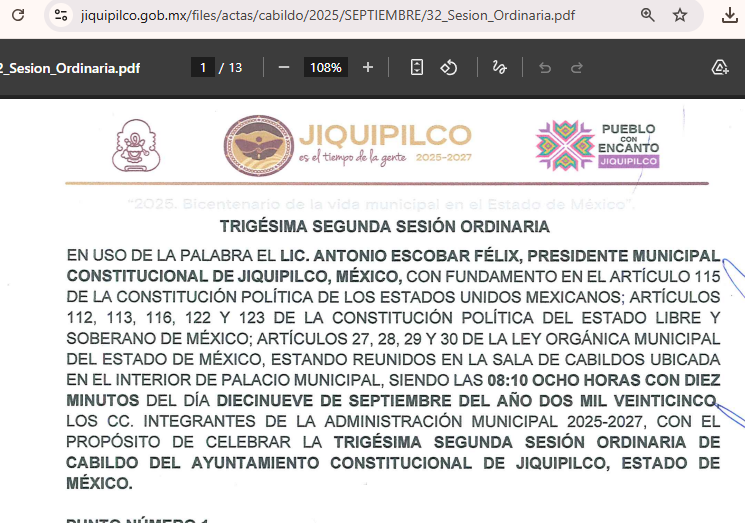 jiquipilco.gob.mx/files/actas/cabildo/2025/SEPTIEMBRE/32_Sesion_Ordinaria.pdf
2_Sesion_Ordinaria.pdf
1 / 13
108%
JIQUIPILCO
es el tiempo de la gente 2025-2027
PUEBLO
CON
ENCANTO
JIQUIPILCO
"2025. Bicentenario de la vida municipal en el Estado de México".
TRIGÉSIMA SEGUNDA SESIÓN ORDINARIA
EN USO DE LA PALABRA EL LIC. ANTONIO ESCOBAR FÉLIX, PRESIDENTE MUNICIPAL
CONSTITUCIONAL DE JIQUIPILCO, MÉXICO, CON FUNDAMENTO EN EL ARTÍCULO 115
DE LA CONSTITUCIÓN POLÍTICA DE LOS ESTADOS UNIDOS MEXICANOS; ARTÍCULOS
112, 113, 116, 122 Y 123 DE LA CONSTITUCIÓN POLÍTICA DEL ESTADO LIBRE Y
SOBERANO DE MÉXICO; ARTÍCULOS 27, 28, 29 Y 30 DE LA LEY ORGÁNICA MUNICIPAL
DEL ESTADO DE MÉXICO, ESTANDO REUNIDOS EN LA SALA DE CABILDOS UBICADA
EN EL INTERIOR DE PALACIO MUNICIPAL, SIENDO LAS 08:10 OCHO HORAS CON DIEZ
MINUTOS DEL DÍA DIECINUEVE DE SEPTIEMBRE DEL AÑO DOS MIL VEINTICINCO,
LOS CC. INTEGRANTES DE LA ADMINISTRACIÓN MUNICIPAL 2025-2027, CON EL
PROPÓSITO DE CELEBRAR LA TRIGÉSIMA SEGUNDA SESIÓN ORDINARIA DE
CABILDO DEL AYUNTAMIENTO CONSTITUCIONAL DE JIQUIPILCO, ESTADO DE
MÉXICO.
PUNTO NÚMERO 1